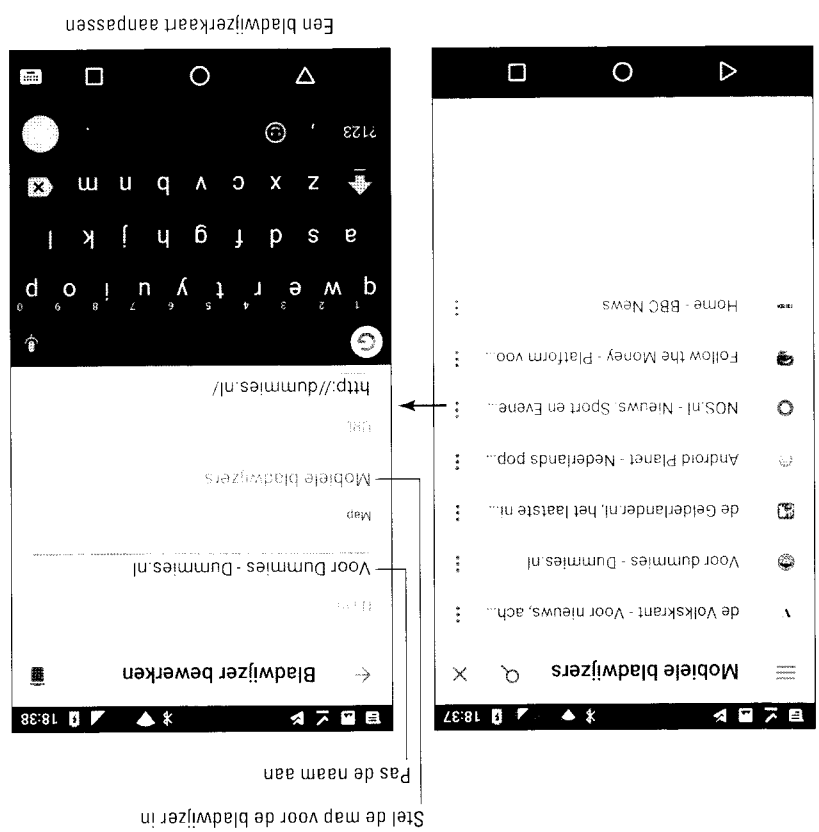 Stel de map voor de bladwijzer in
Pas de naam aan
18:37
Mobiele bladwijzers
de Volkskrant - Voor nieuws, ach...
Voor dummies - Dummies.nl
de Gelderlander.nl, het laatste ni...
Android Planet - Nederlands pop...
NOS.nl - Nieuws, Sport en Evene...
Follow the Money - Platform voo...
Home - BBC News
18:38
Bladwijzer bewerken
Voor Dummies - Dummies.nl
Map
Mobiele bladwijzers
URL
http://dummies.nl/
G
1 2 3 4 5 6 7 8 9 0
q w e r t y u i o p
a s d f g h j k l
z x c v b n m
?123 , .
Een bladwijzerkaart aanpassen